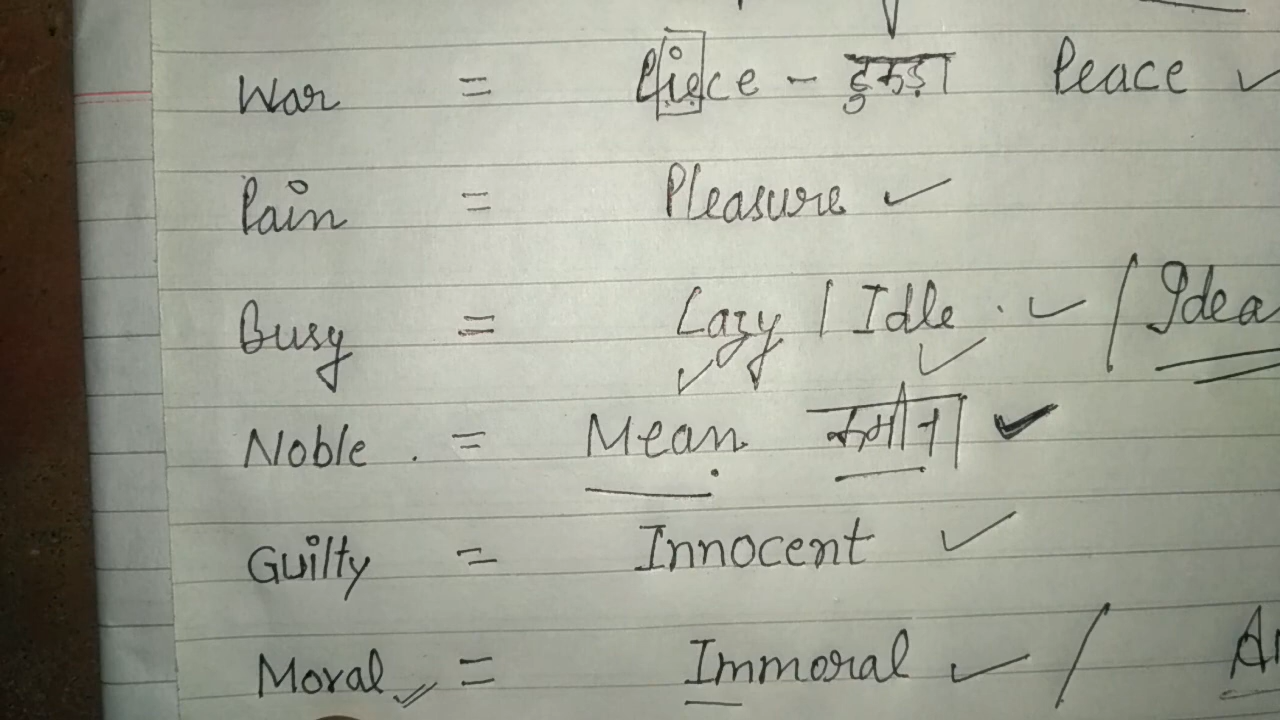 War = Piece - टुकड़ा Peace ✓
Pain = Pleasure ✓
Busy = Lazy / Idle . ✓ / Idea
Noble . = Mean कमीना ✓
Guilty = Innocent ✓
Moral = Immoral ✓ /